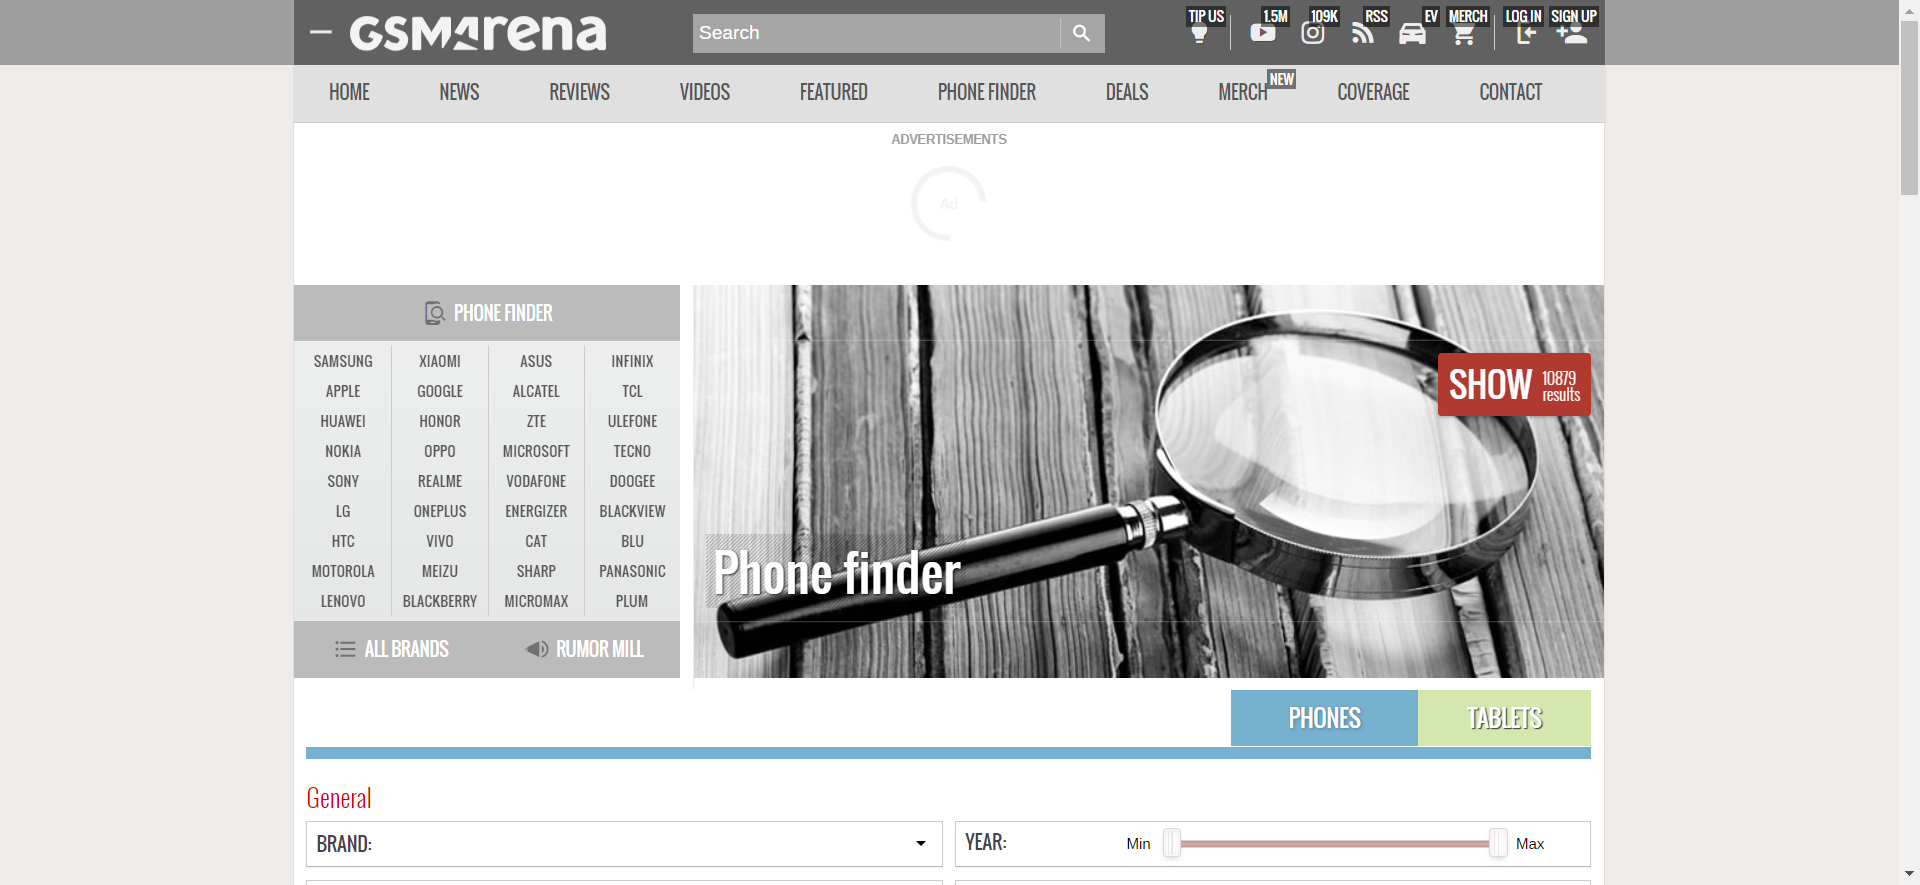 GSMArena
Search
TIP US
1.5M
109K
RSS
EV
MERCH
LOG IN
SIGN UP
HOME
NEWS
REVIEWS
VIDEOS
FEATURED
PHONE FINDER
DEALS
MERCH
NEW
COVERAGE
CONTACT
ADVERTISEMENTS
Ad
PHONE FINDER
SAMSUNG XIAOMI ASUS INFINIX
APPLE GOOGLE ALCATEL TCL
HUAWEI HONOR ZTE ULEFONE
NOKIA OPPO MICROSOFT TECNO
SONY REALME VODAFONE DOOGEE
LG ONEPLUS ENERGIZER BLACKVIEW
HTC VIVO CAT BLU
MOTOROLA MEIZU SHARP PANASONIC
LENOVO BLACKBERRY MICROMAX PLUM
ALL BRANDS
RUMOR MILL
SHOW 10879 results
Phone finder
PHONES
TABLETS
General
BRAND:
YEAR: Min Max